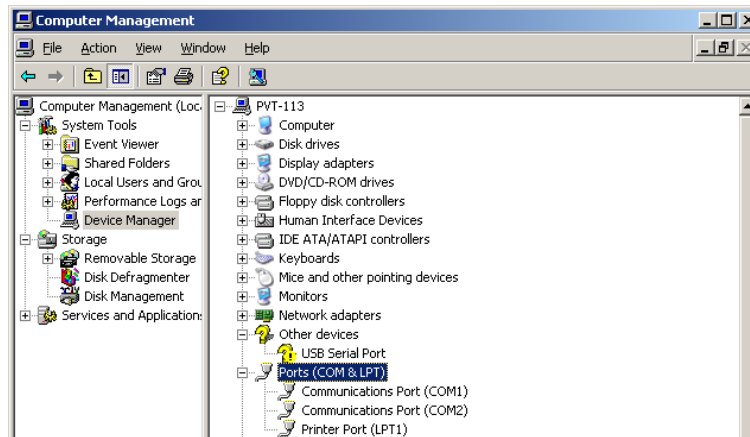 Computer Management
File Action View Window Help
Computer Management (Loc
System Tools
Event Viewer
Shared Folders
Local Users and Grou
Performance Logs ar
Device Manager
Storage
Removable Storage
Disk Defragmenter
Disk Management
Services and Application
PVT-113
Computer
Disk drives
Display adapters
DVD/CD-ROM drives
Floppy disk controllers
Human Interface Devices
IDE ATA/ATAPI controllers
Keyboards
Mice and other pointing devices
Monitors
Network adapters
Other devices
USB Serial Port
Ports (COM & LPT)
Communications Port (COM1)
Communications Port (COM2)
Printer Port (LPT1)